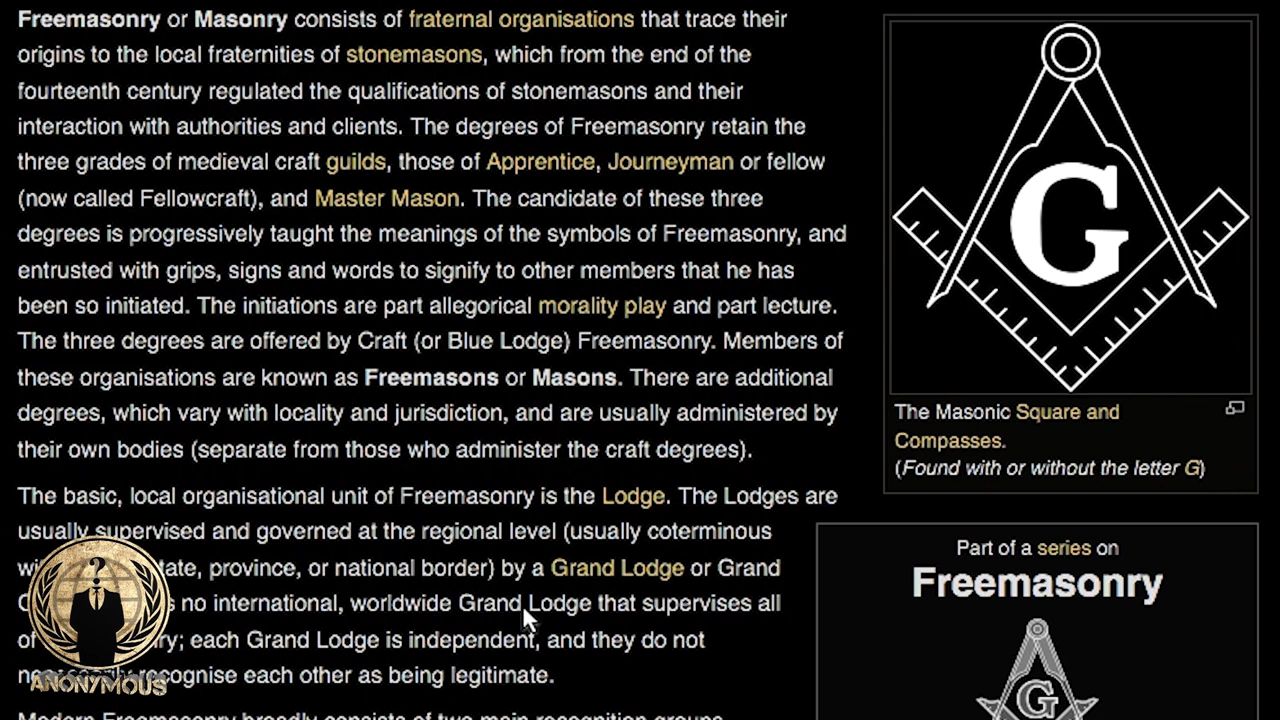 Freemasonry or Masonry consists of fraternal organisations that trace their
origins to the local fraternities of stonemasons, which from the end of the
fourteenth century regulated the qualifications of stonemasons and their
interaction with authorities and clients. The degrees of Freemasonry retain the
three grades of medieval craft guilds, those of Apprentice, Journeyman or fellow
(now called Fellowcraft), and Master Mason. The candidate of these three
degrees is progressively taught the meanings of the symbols of Freemasonry, and
entrusted with grips, signs and words to signify to other members that he has
been so initiated. The initiations are part allegorical morality play and part lecture.
The three degrees are offered by Craft (or Blue Lodge) Freemasonry. Members of
these organisations are known as Freemasons or Masons. There are additional
degrees, which vary with locality and jurisdiction, and are usually administered by
their own bodies (separate from those who administer the craft degrees).
The basic, local organisational unit of Freemasonry is the Lodge. The Lodges are
usually supervised and governed at the regional level (usually coterminous
province, or national border) by a Grand Lodge or Grand
no international, worldwide Grand Lodge that supervises all
of each Grand Lodge is independent, and they do not
recognise each other as being legitimate.
Modern Freemasonry broadly consists of two main recognition groups
G
The Masonic Square and
Compasses.
(Found with or without the letter G)
Part of a series on
Freemasonry
G
?
ANONYMOUS